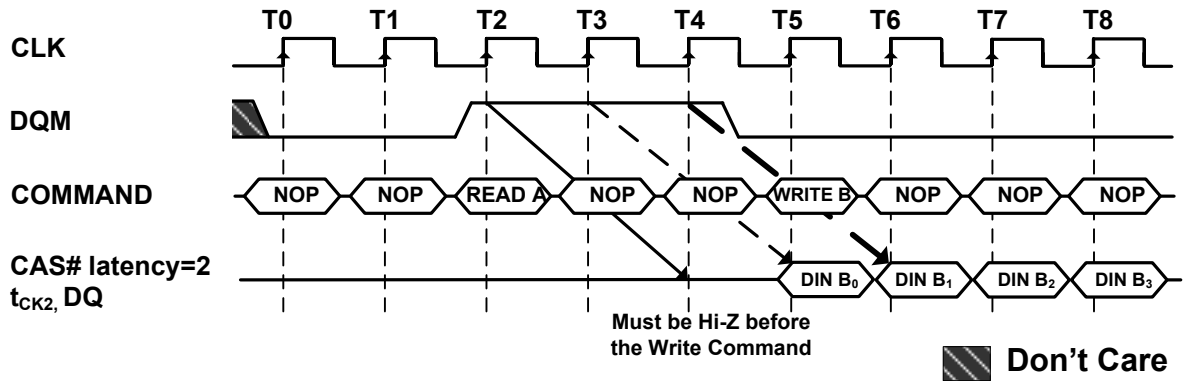 T0 T1 T2 T3 T4 T5 T6 T7 T8
CLK
DQM
COMMAND NOP NOP READ A NOP NOP WRITE B NOP NOP NOP
CAS# latency=2
tCK2, DQ
DIN B0 DIN B1 DIN B2 DIN B3
Must be Hi-Z before
the Write Command
Don't Care